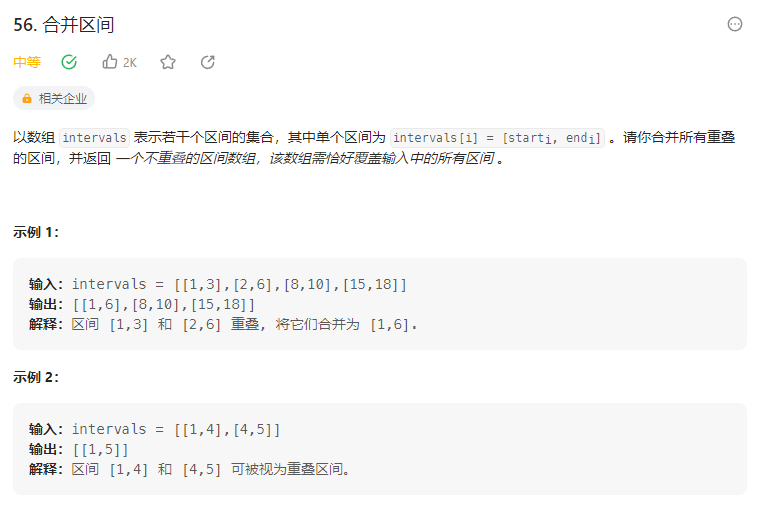 56. 合并区间
中等 2K
相关企业
以数组 intervals 表示若干个区间的集合，其中单个区间为 intervals[i] = [starti, endi] 。请你合并所有重叠
的区间，并返回 一个不重叠的区间数组，该数组需恰好覆盖输入中的所有区间 。
示例 1：
输入：intervals = [[1,3],[2,6],[8,10],[15,18]]
输出：[[1,6],[8,10],[15,18]]
解释：区间 [1,3] 和 [2,6] 重叠, 将它们合并为 [1,6].
示例 2：
输入：intervals = [[1,4],[4,5]]
输出：[[1,5]]
解释：区间 [1,4] 和 [4,5] 可被视为重叠区间。